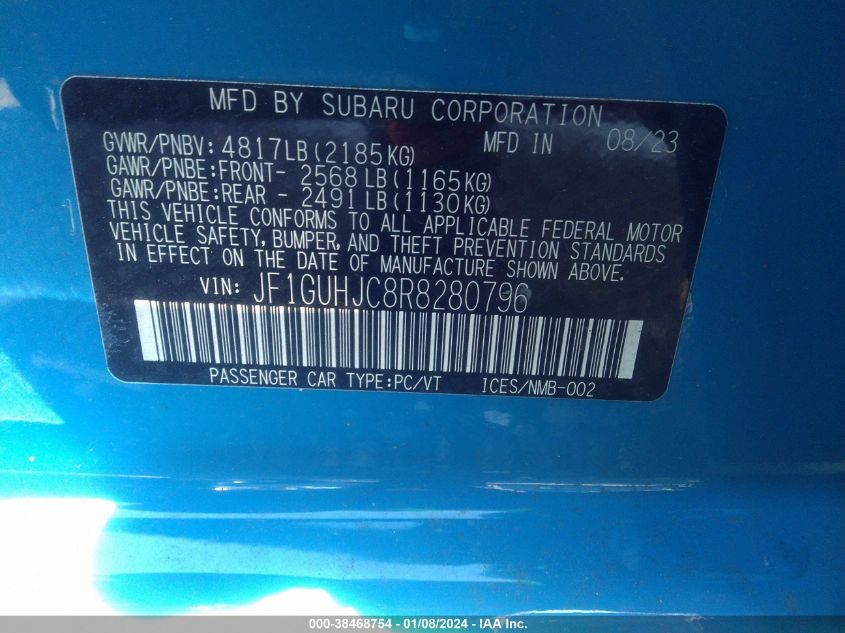 MFD BY SUBARU CORPORATION
GVWR/PNBV: 4817LB(2185KG) MFD IN 08/23
GAWR/PNBE:FRONT- 2568 LB(1165KG)
GAWR/PNBE:REAR - 2491 LB(1130KG)
THIS VEHICLE CONFORMS TO ALL APPLICABLE FEDERAL MOTOR
VEHICLE SAFETY, BUMPER, AND THEFT PREVENTION STANDARDS
IN EFFECT ON THE DATE OF MANUFACTURE SHOWN ABOVE.
VIN: JF1GUHJC8R8280796
PASSENGER CAR TYPE:PC/VT ICES/NMB-002
000-38468754 - 01/08/2024 - IAA Inc.